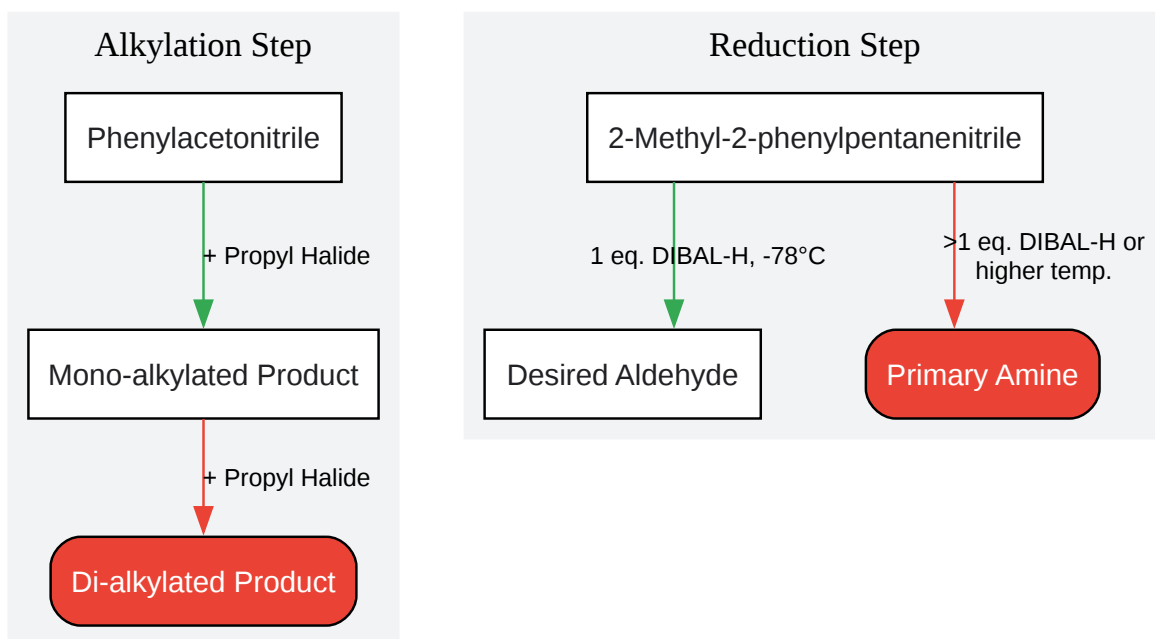 Alkylation Step
Phenylacetonitrile
+ Propyl Halide
Mono-alkylated Product
+ Propyl Halide
Di-alkylated Product
Reduction Step
2-Methyl-2-phenylpentanenitrile
1 eq. DIBAL-H, -78°C
>1 eq. DIBAL-H or
higher temp.
Desired Aldehyde
Primary Amine